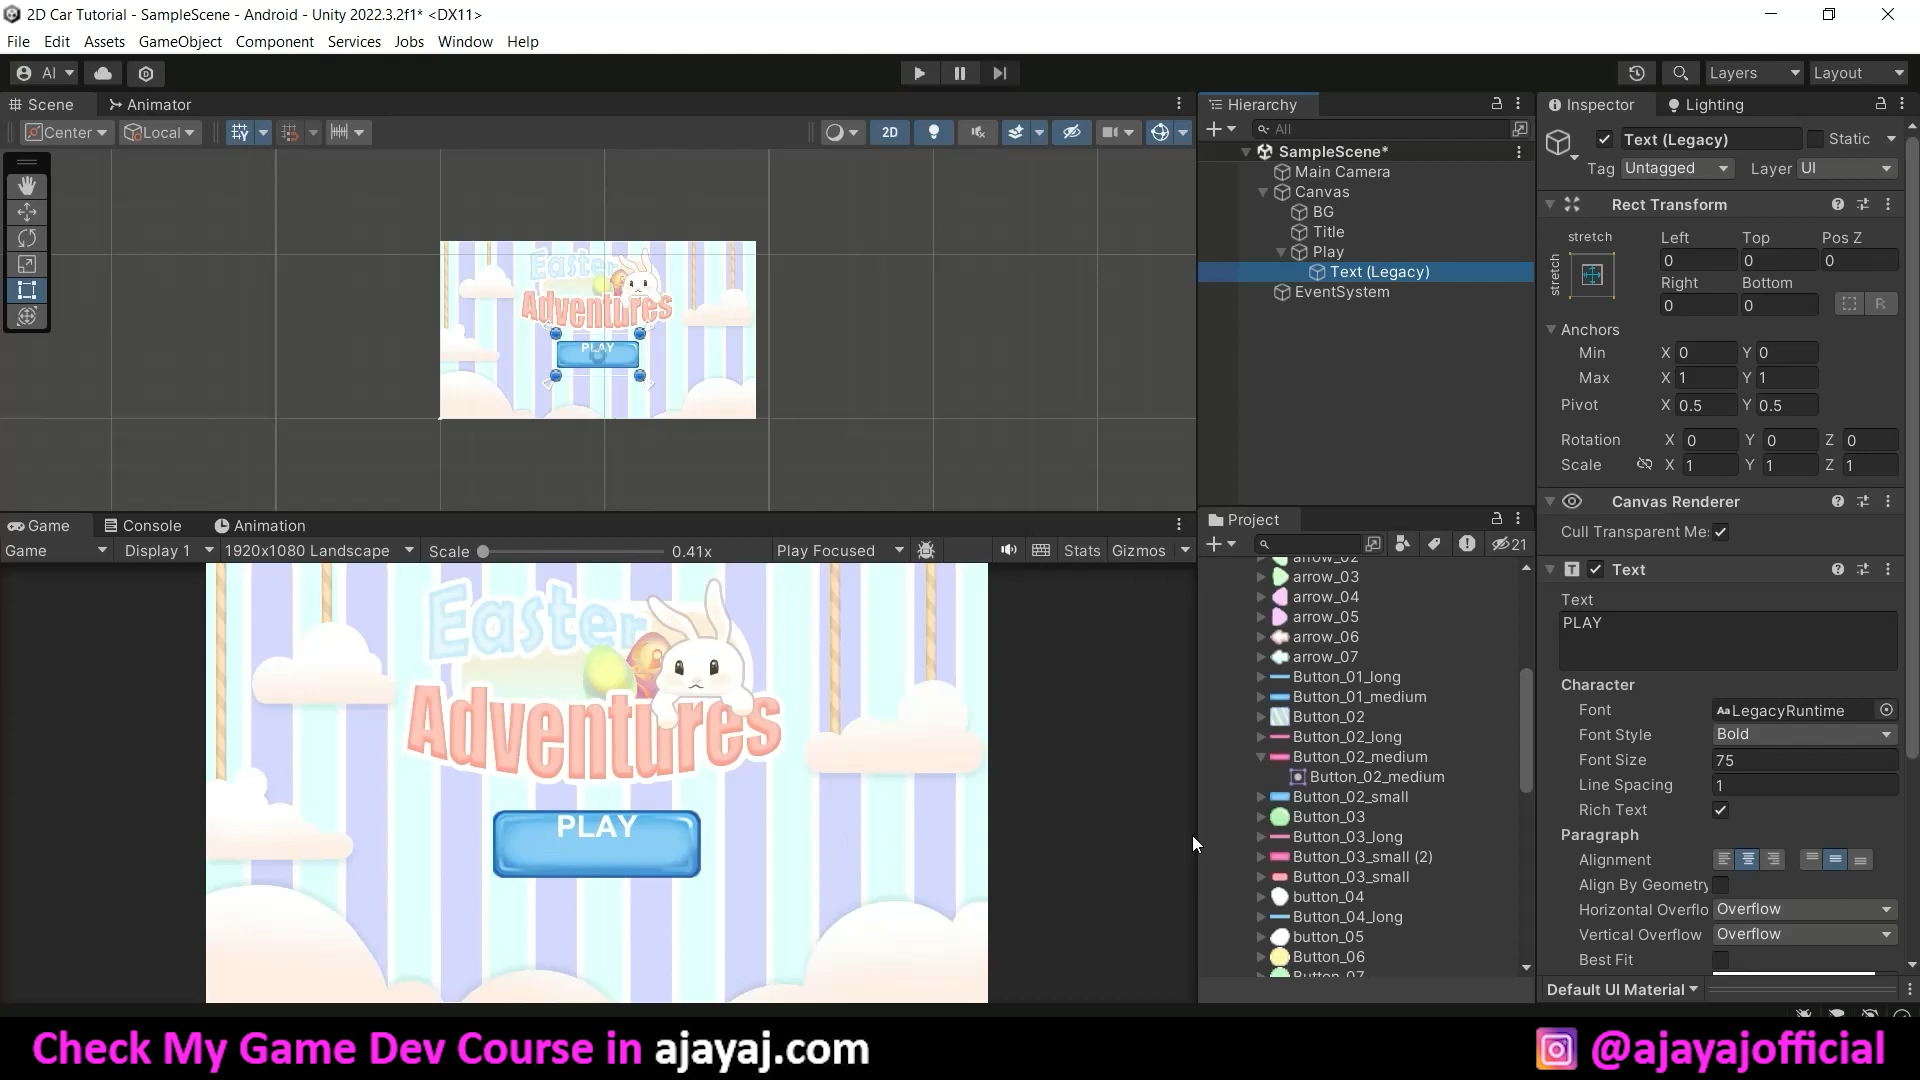 2D Car Tutorial - SampleScene - Android - Unity 2022.3.2f1* <DX11>
File Edit Assets GameObject Component Services Jobs Window Help
AI
Layers
Layout
Scene
Animator
Center
Local
2D
Easter
Adventures
PLAY
Game
Console
Animation
Game
Display 1
1920x1080 Landscape
Scale
0.41x
Play Focused
Stats
Gizmos
Easter
Adventures
PLAY
Hierarchy
All
SampleScene*
Main Camera
Canvas
BG
Title
Play
Text (Legacy)
EventSystem
Project
21
arrow_02
arrow_03
arrow_04
arrow_05
arrow_06
arrow_07
Button_01_long
Button_01_medium
Button_02
Button_02_long
Button_02_medium
Button_02_medium
Button_02_small
Button_03
Button_03_long
Button_03_small (2)
Button_03_small
button_04
Button_04_long
button_05
Button_06
Button_07
Inspector
Lighting
Text (Legacy)
Static
Tag Untagged Layer UI
Rect Transform
stretch
stretch
Left Top Pos Z
0 0 0
Right Bottom
0 0
R
Anchors
Min X 0 Y 0
Max X 1 Y 1
Pivot X 0.5 Y 0.5
Rotation X 0 Y 0 Z 0
Scale X 1 Y 1 Z 1
Canvas Renderer
Cull Transparent Me
T Text
Text
PLAY
Character
Font Aa LegacyRuntime
Font Style Bold
Font Size 75
Line Spacing 1
Rich Text
Paragraph
Alignment
Align By Geometry
Horizontal Overflo Overflow
Vertical Overflow Overflow
Best Fit
Default UI Material
Check My Game Dev Course in ajayaj.com
@ajayajofficial